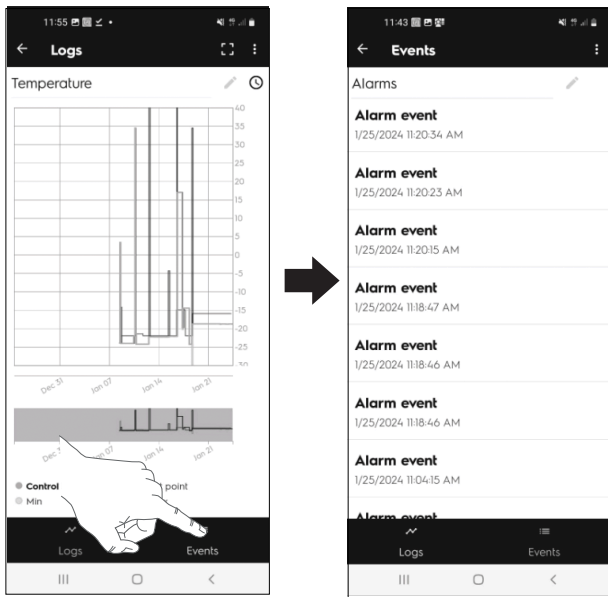 11:55
Logs
Temperature
40
35
30
25
20
15
10
5
0
-5
-10
-15
-20
-25
Dec 31
Jan 07
Jan 14
Jan 21
Jan 07
Jan 14
Jan 21
Control
point
Min
Logs
Events
11:43
Events
Alarms
Alarm event
1/25/2024 11:20:34 AM
Alarm event
1/25/2024 11:20:23 AM
Alarm event
1/25/2024 11:20:15 AM
Alarm event
1/25/2024 11:18:47 AM
Alarm event
1/25/2024 11:18:46 AM
Alarm event
1/25/2024 11:18:46 AM
Alarm event
1/25/2024 11:04:15 AM
Alarm event
Logs
Events